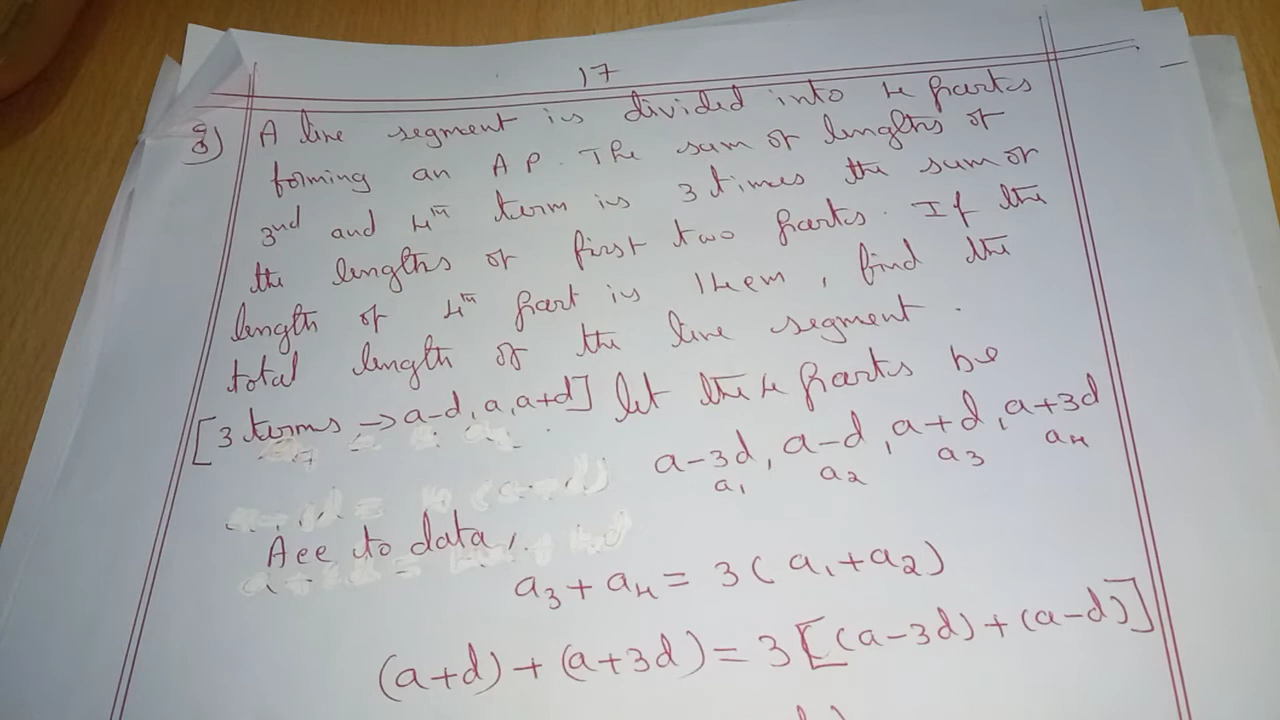 17
8) A line segment is divided into 4 parts
forming an AP. The sum of lengths of
3rd and 4th term is 3 times the sum of
the lengths of first two parts. If the
length of 4th part is 14cm, find the
total length of the line segment.
[3 terms → a-d, a, a+d] let the 4 parts be
a-3d, a-d, a+d, a+3d
a1 a2 a3 a4
Acc to data,
a3 + a4 = 3(a1+a2)
(a+d) + (a+3d) = 3[(a-3d)+(a-d)]